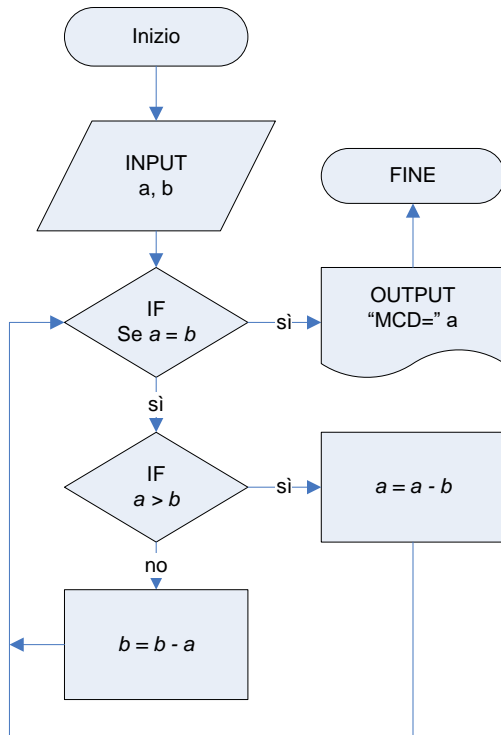 Inizio
INPUT
a, b
FINE
IF
Se a = b
sì
OUTPUT
“MCD=” a
sì
IF
a > b
sì
a = a - b
no
b = b - a